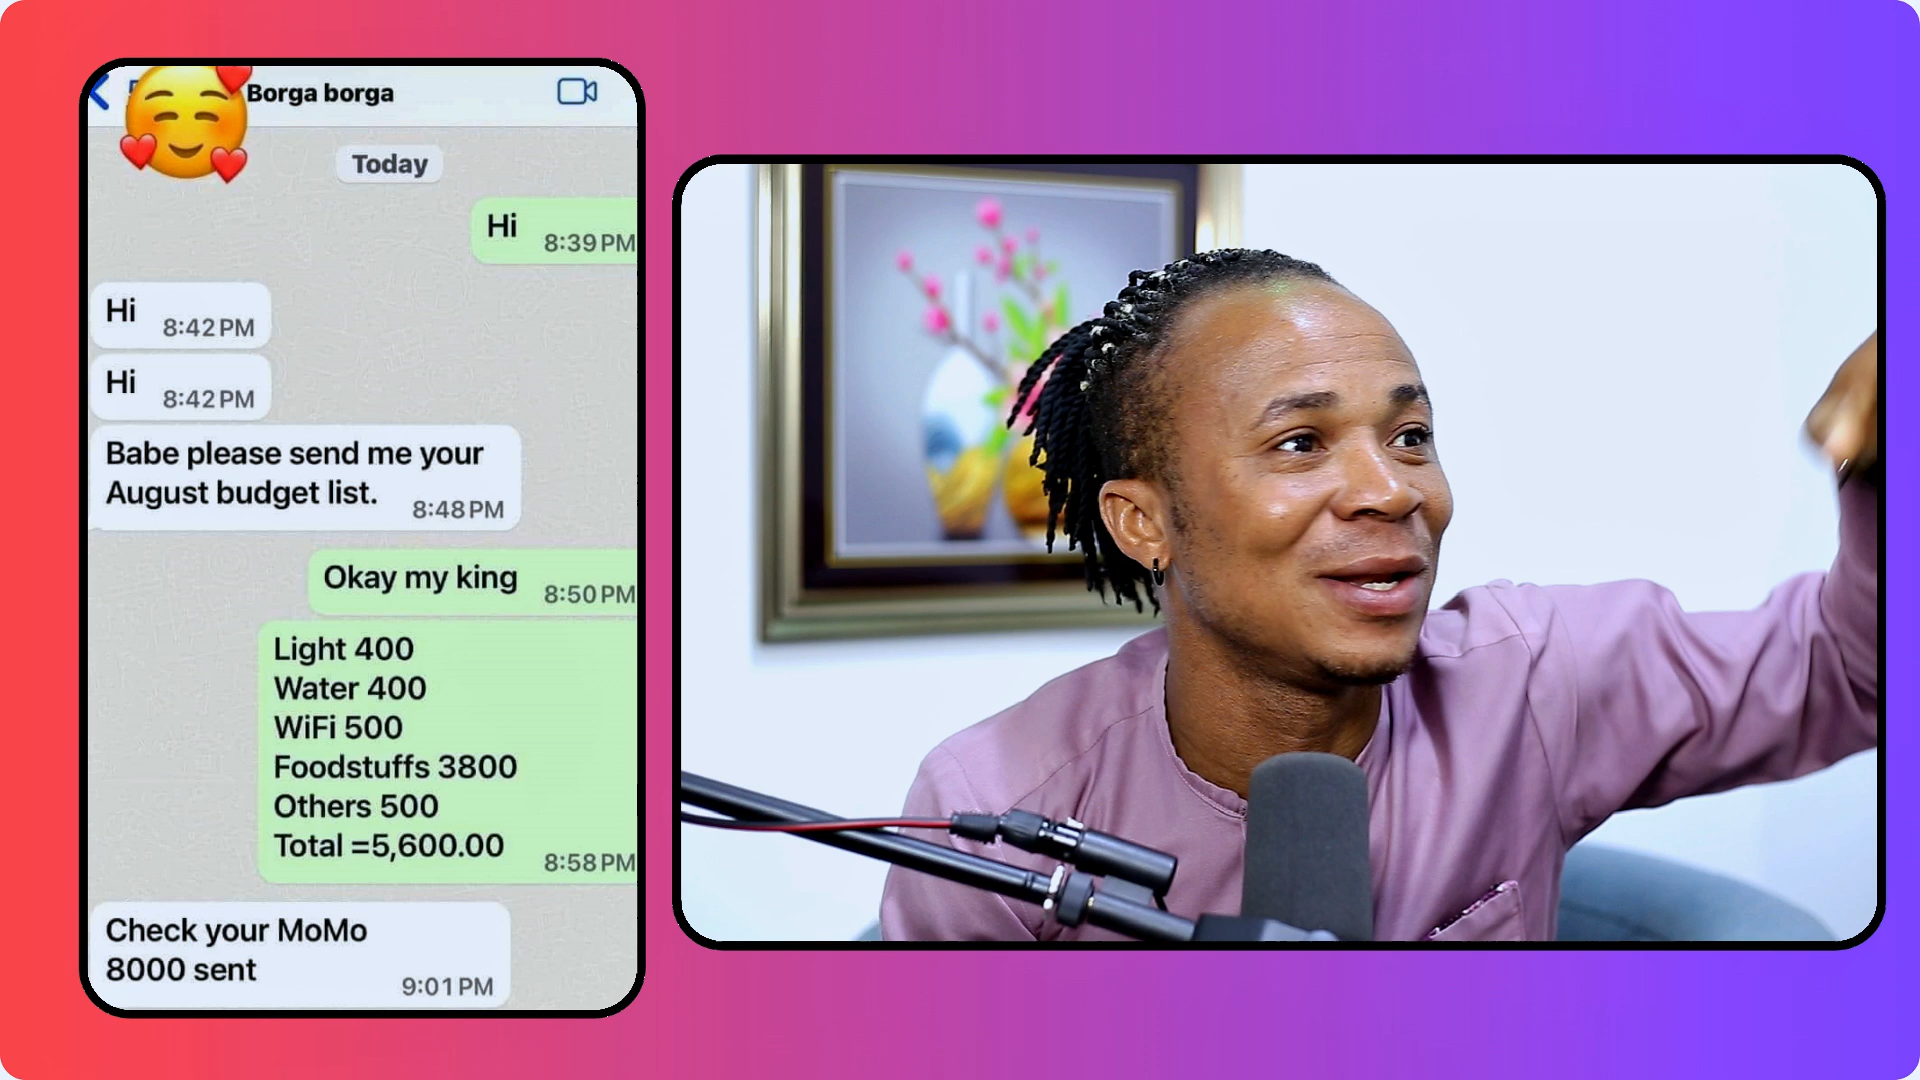 Borga borga
Today
Hi
8:39 PM
Hi
8:42 PM
Hi
8:42 PM
Babe please send me your
August budget list.
8:48 PM
Okay my king
8:50 PM
Light 400
Water 400
WiFi 500
Foodstuffs 3800
Others 500
Total =5,600.00
8:58 PM
Check your MoMo
8000 sent
9:01 PM